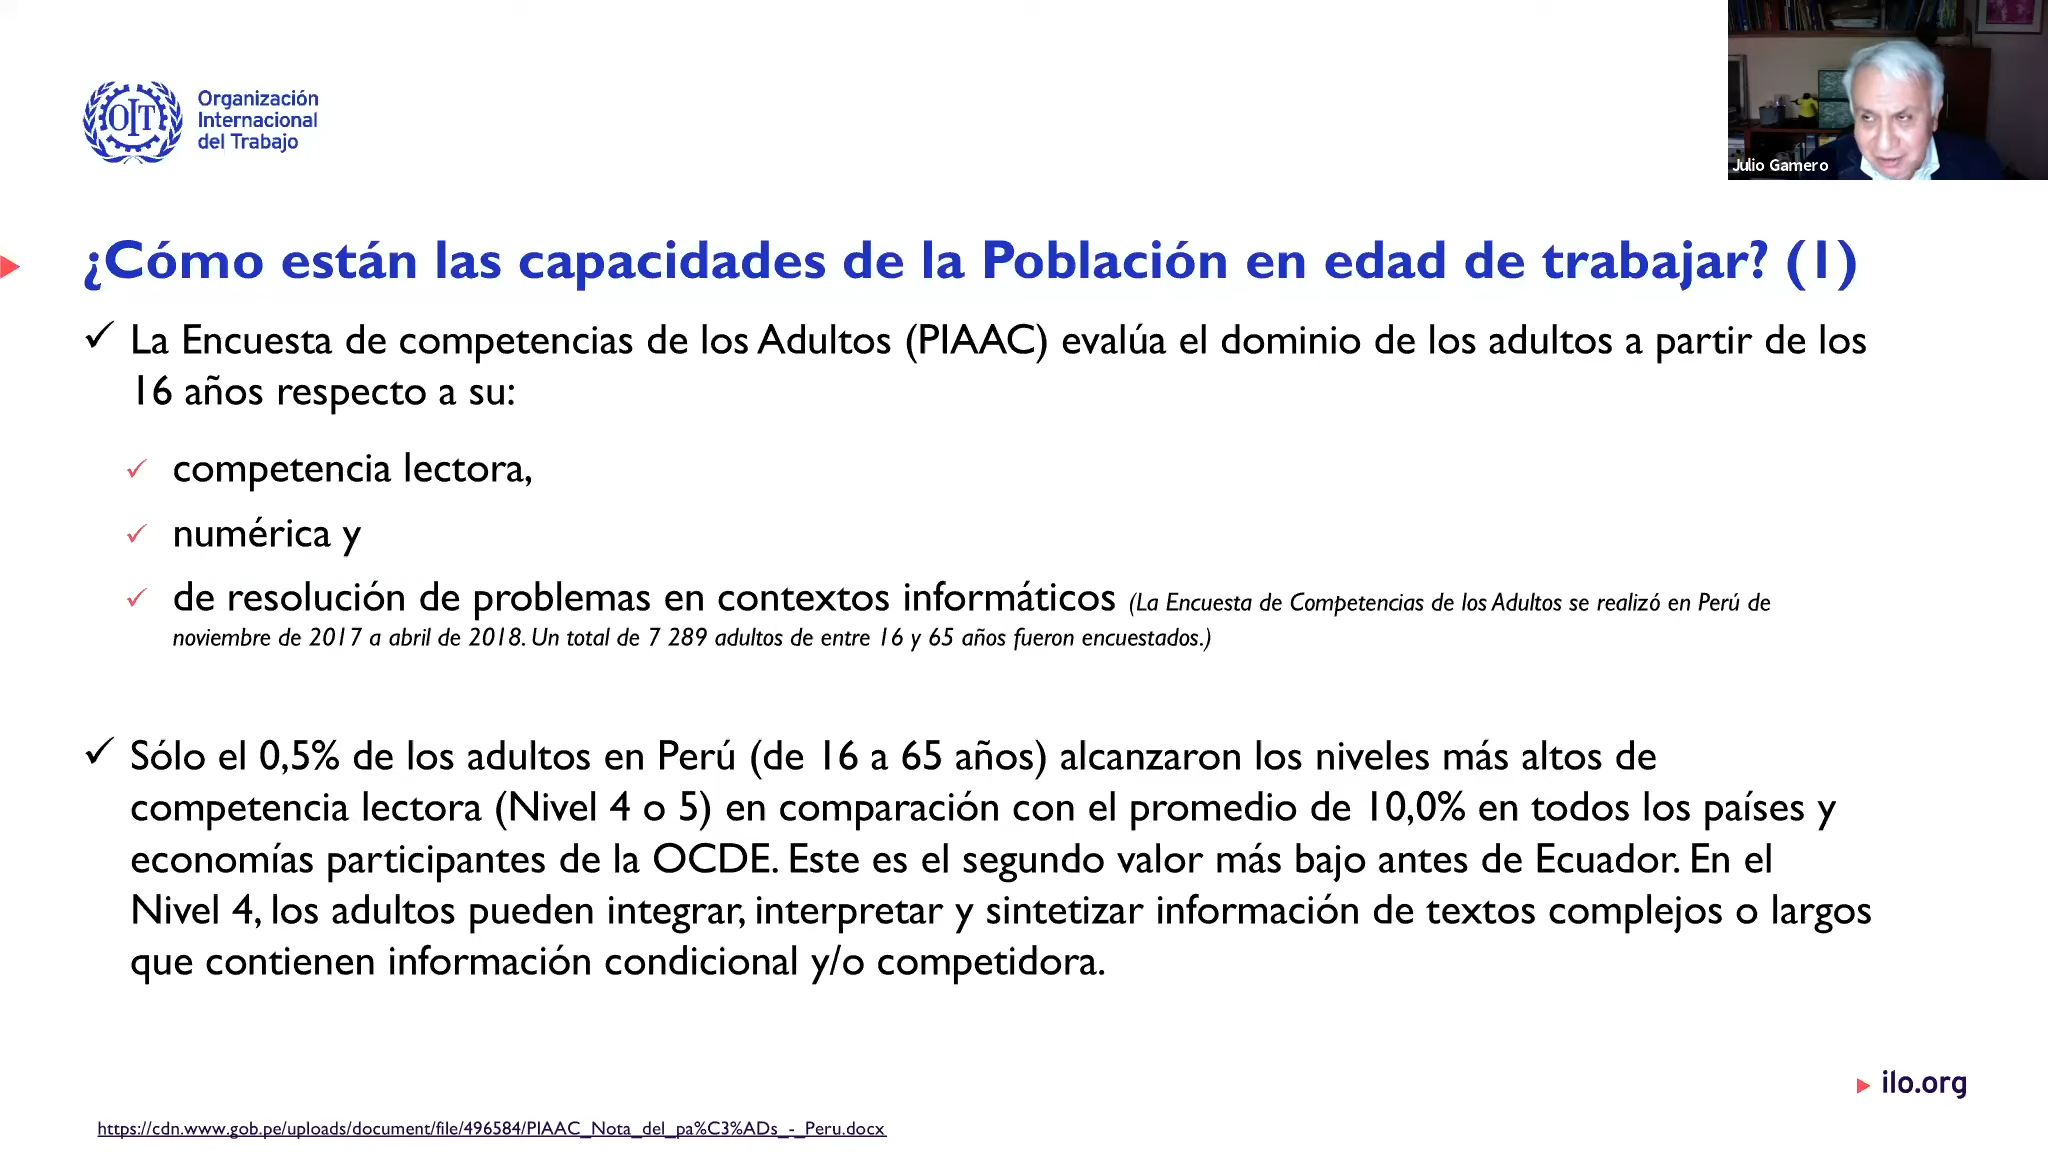 OIT
Organización
Internacional
del Trabajo
Julio Gamero
¿Cómo están las capacidades de la Población en edad de trabajar? (1)
La Encuesta de competencias de los Adultos (PIAAC) evalúa el dominio de los adultos a partir de los
16 años respecto a su:
competencia lectora,
numérica y
de resolución de problemas en contextos informáticos (La Encuesta de Competencias de los Adultos se realizó en Perú de
noviembre de 2017 a abril de 2018. Un total de 7 289 adultos de entre 16 y 65 años fueron encuestados.)
Sólo el 0,5% de los adultos en Perú (de 16 a 65 años) alcanzaron los niveles más altos de
competencia lectora (Nivel 4 o 5) en comparación con el promedio de 10,0% en todos los países y
economías participantes de la OCDE. Este es el segundo valor más bajo antes de Ecuador. En el
Nivel 4, los adultos pueden integrar, interpretar y sintetizar información de textos complejos o largos
que contienen información condicional y/o competidora.
ilo.org
https://cdn.www.gob.pe/uploads/document/file/496584/PIAAC_Nota_del_pa%C3%ADs_-_Peru.docx